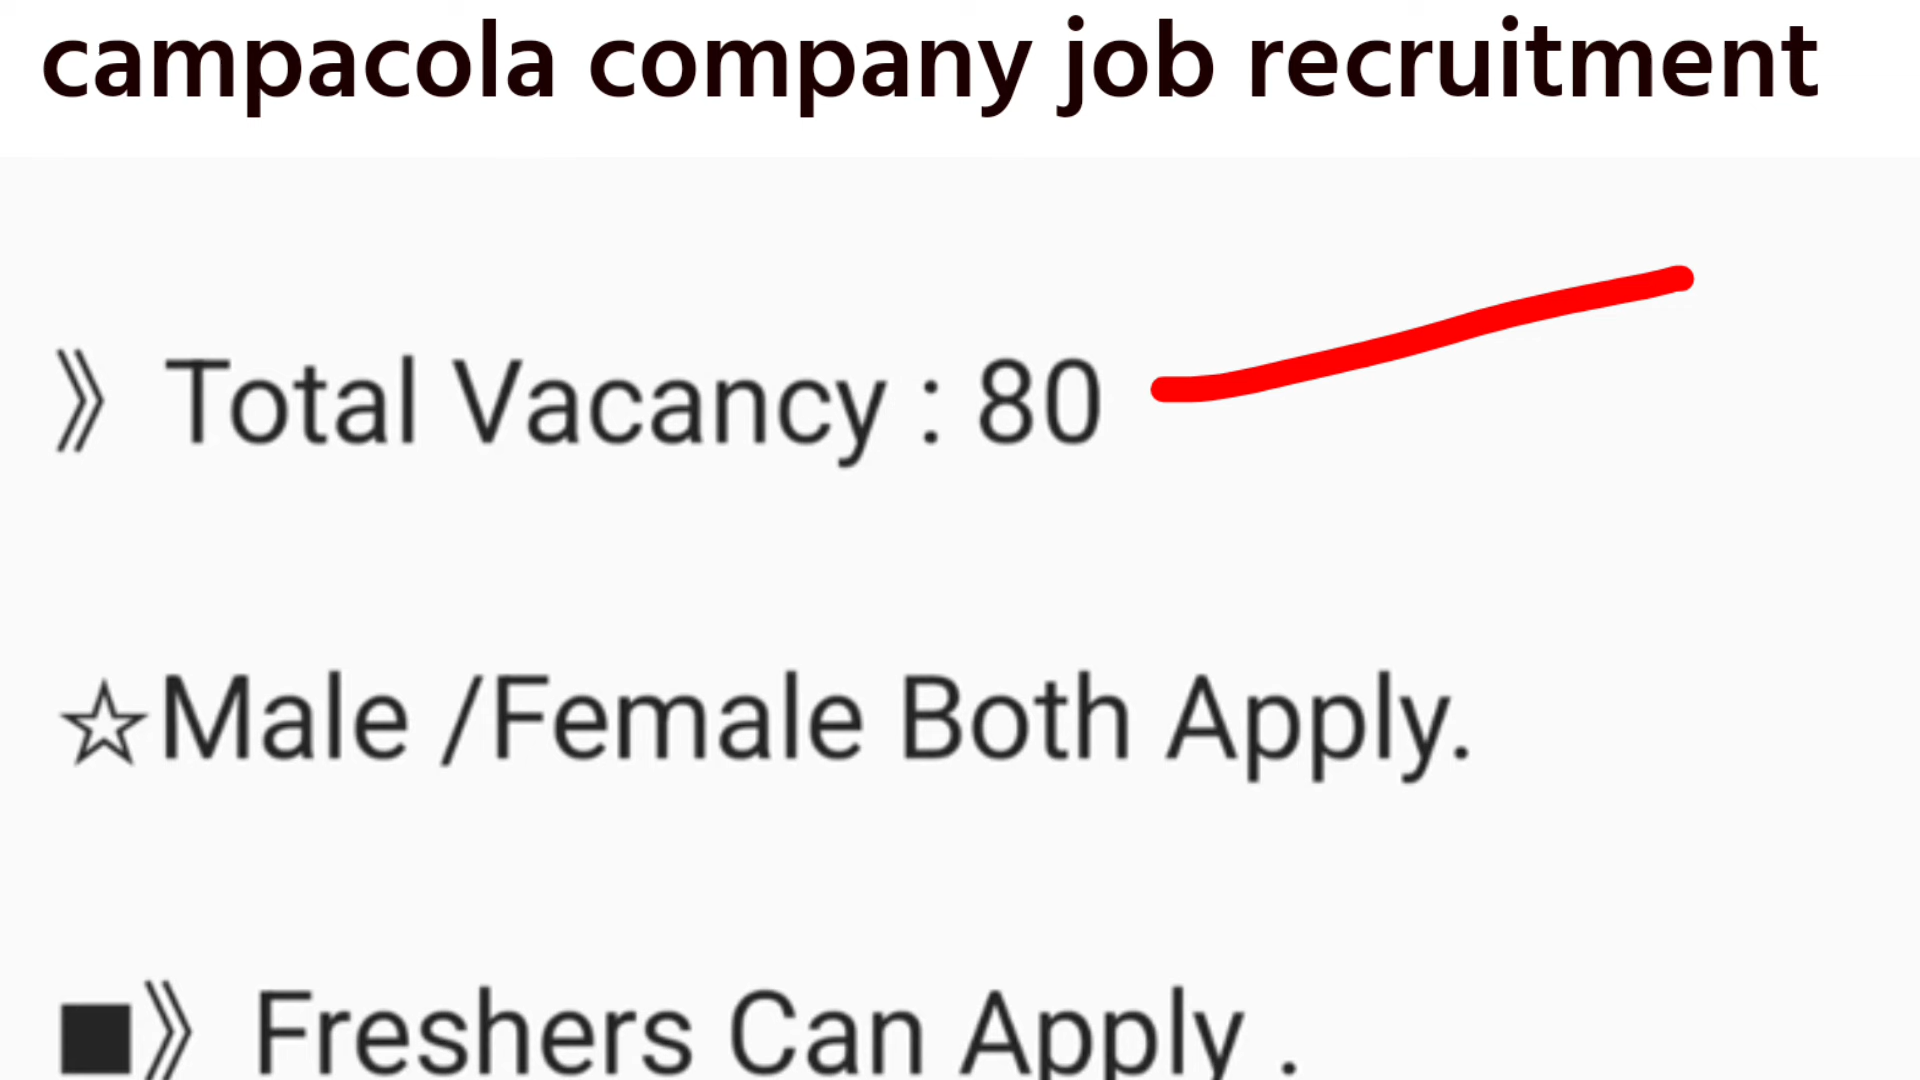 campacola company job recruitment
》 Total Vacancy : 80
☆Male /Female Both Apply.
■》 Freshers Can Apply .